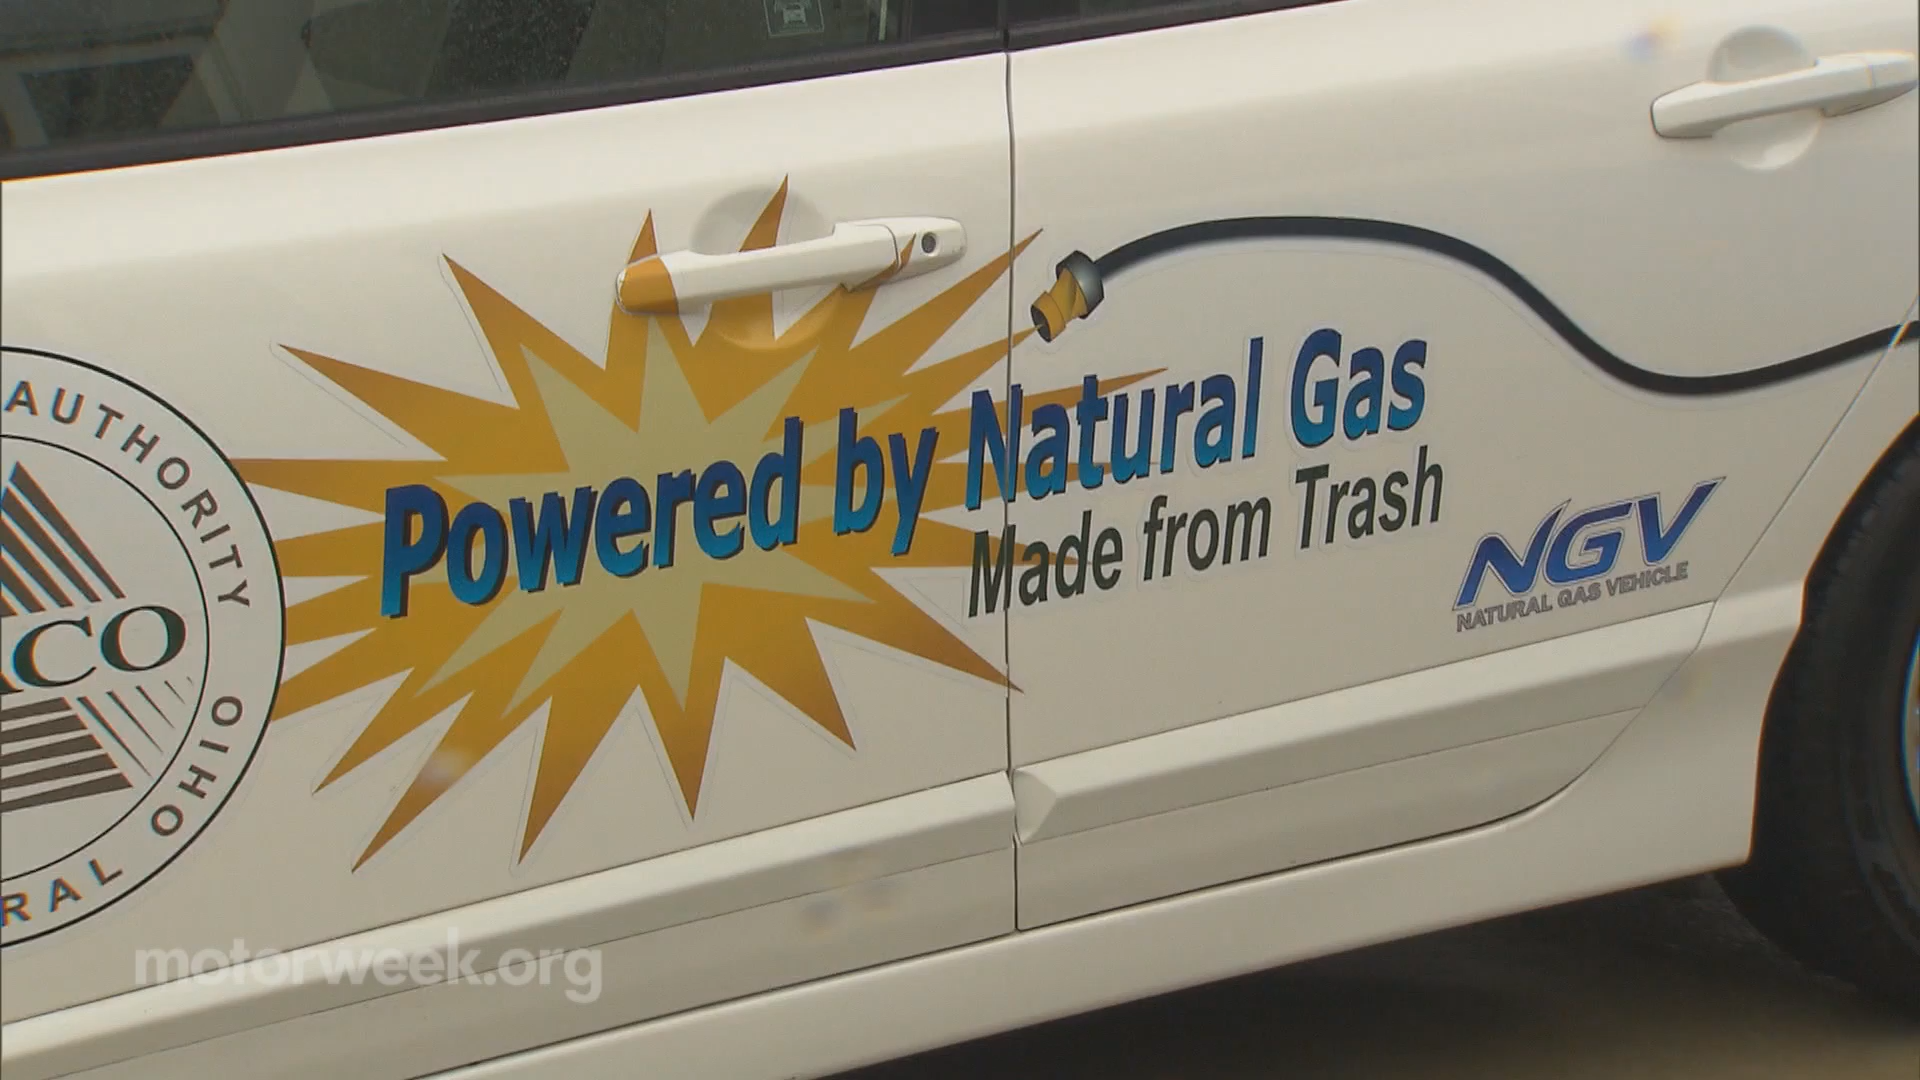 AUTHORITY
CO
RAL OHIO
Powered by Natural Gas
Made from Trash
NGV
NATURAL GAS VEHICLE
motorweek.org